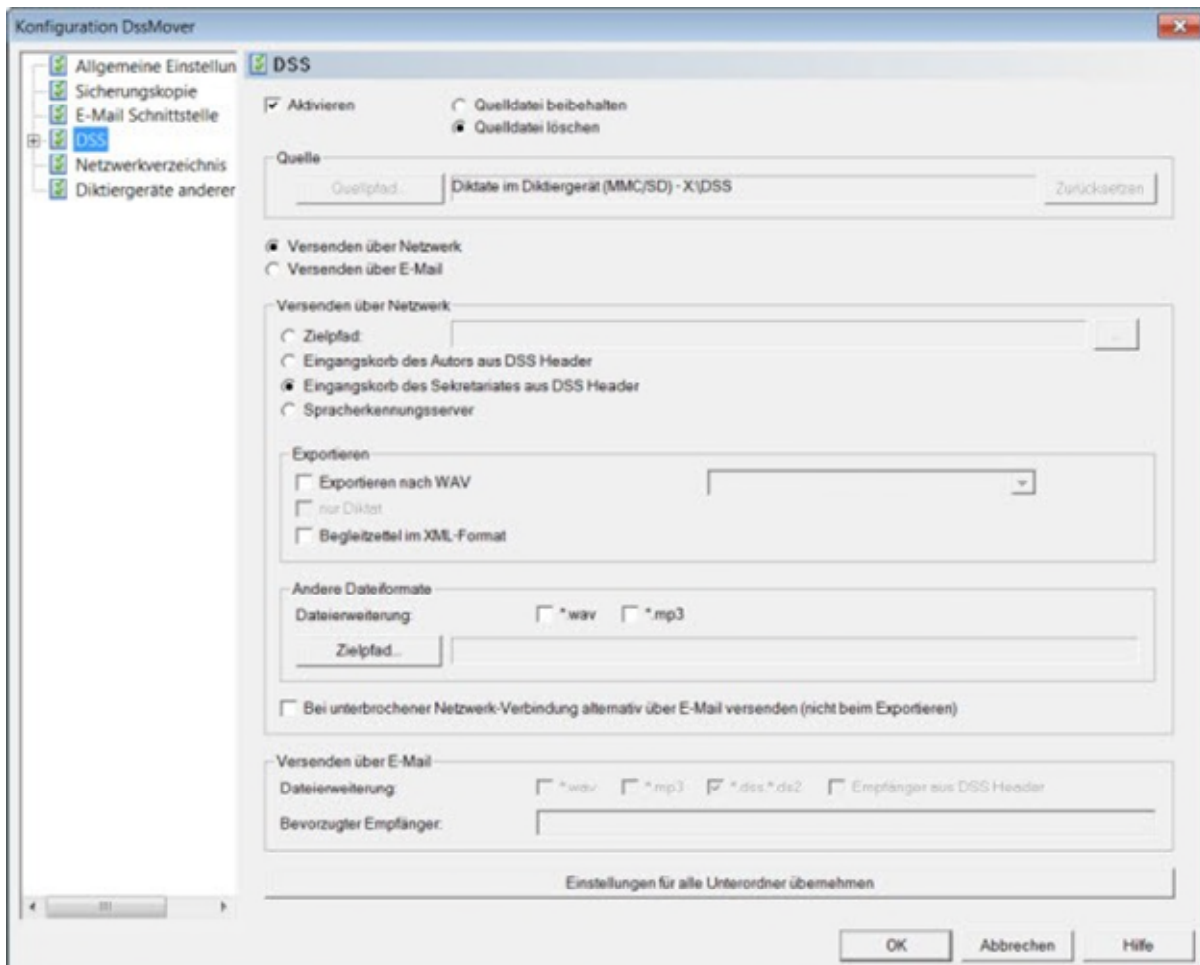 Konfiguration DssMover
Allgemeine Einstellun
Sicherungskopie
E-Mail Schnittstelle
DSS
Netzwerkverzeichnis
Diktiergeräte anderer
DSS
Aktivieren
Quelldatei beibehalten
Quelldatei löschen
Quelle
Quellpfad...
Diktate im Diktiergerät (MMC/SD) - X:\DSS
Zurücksetzen
Versenden über Netzwerk
Versenden über E-Mail
Versenden über Netzwerk
Zielpfad:
...
Eingangskorb des Autors aus DSS Header
Eingangskorb des Sekretariates aus DSS Header
Spracherkennungsserver
Exportieren
Exportieren nach WAV
nur Diktat
Begleitzettel im XML-Format
Andere Dateiformate
Dateierweiterung: *.wav *.mp3
Zielpfad...
Bei unterbrochener Netzwerk-Verbindung alternativ über E-Mail versenden (nicht beim Exportieren)
Versenden über E-Mail
Dateierweiterung: *.wav *.mp3 *.dss,*.ds2 Empfänger aus DSS Header
Bevorzugter Empfänger:
Einstellungen für alle Unterordner übernehmen
OK Abbrechen Hilfe